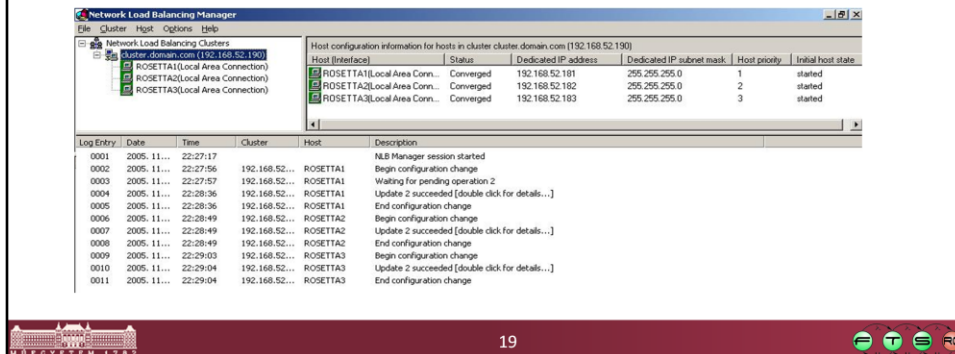 Network Load Balancing Manager
File Cluster Host Options Help
Network Load Balancing Clusters
cluster.domain.com (192.168.52.190)
ROSETTA1(Local Area Connection)
ROSETTA2(Local Area Connection)
ROSETTA3(Local Area Connection)
Host configuration information for hosts in cluster cluster.domain.com (192.168.52.190)
Host (Interface) Status Dedicated IP address Dedicated IP subnet mask Host priority Initial host state
ROSETTA1(Local Area Conn... Converged 192.168.52.181 255.255.255.0 1 started
ROSETTA2(Local Area Conn... Converged 192.168.52.182 255.255.255.0 2 started
ROSETTA3(Local Area Conn... Converged 192.168.52.183 255.255.255.0 3 started
Log Entry Date Time Cluster Host Description
0001 2005. 11... 22:27:17 NLB Manager session started
0002 2005. 11... 22:27:56 192.168.52... ROSETTA1 Begin configuration change
0003 2005. 11... 22:27:57 192.168.52... ROSETTA1 Waiting for pending operation 2
0004 2005. 11... 22:28:36 192.168.52... ROSETTA1 Update 2 succeeded [double click for details...]
0005 2005. 11... 22:28:36 192.168.52... ROSETTA1 End configuration change
0006 2005. 11... 22:28:49 192.168.52... ROSETTA2 Begin configuration change
0007 2005. 11... 22:28:49 192.168.52... ROSETTA2 Update 2 succeeded [double click for details...]
0008 2005. 11... 22:28:49 192.168.52... ROSETTA2 End configuration change
0009 2005. 11... 22:29:03 192.168.52... ROSETTA3 Begin configuration change
0010 2005. 11... 22:29:04 192.168.52... ROSETTA3 Update 2 succeeded [double click for details...]
0011 2005. 11... 22:29:04 192.168.52... ROSETTA3 End configuration change
19
F T S R
MŰEGYETEM 1782